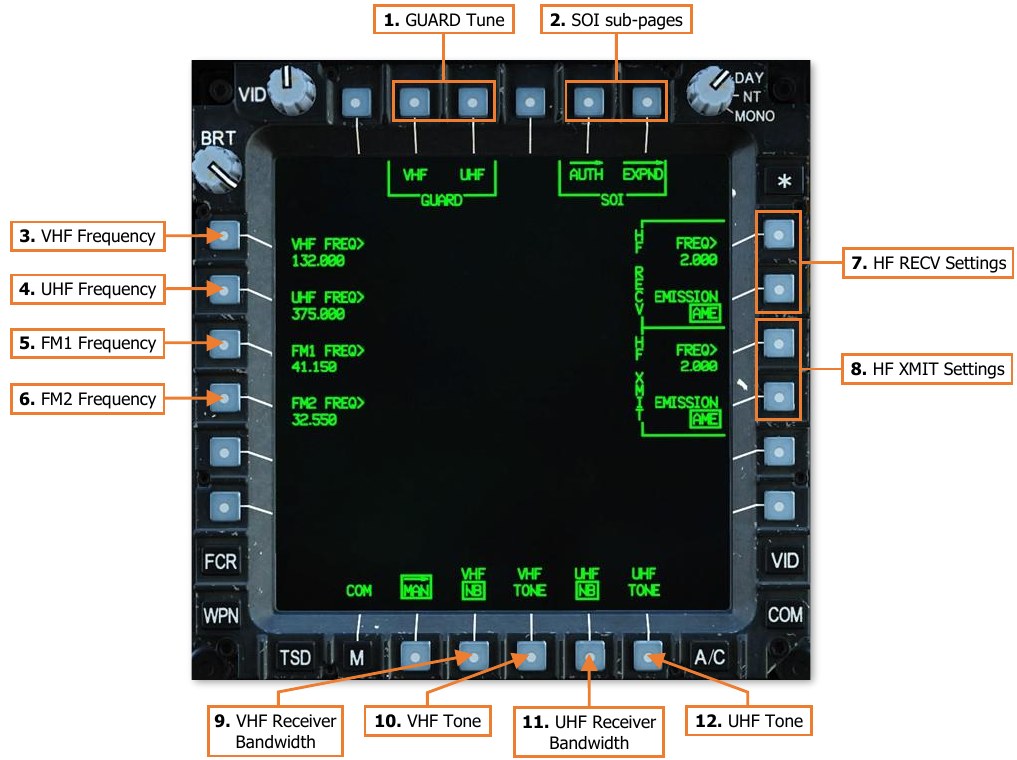 1. GUARD Tune
2. SOI sub-pages
VID
DAY
NT
MONO
BRT
VHF UHF
GUARD
AUTH EXPND
SOI
*
3. VHF Frequency
4. UHF Frequency
5. FM1 Frequency
6. FM2 Frequency
VHF FREQ>
132.000
UHF FREQ>
375.000
FM1 FREQ>
41.150
FM2 FREQ>
32.550
HF RECV
FREQ>
2.000
EMISSION
AME
HF XMIT
FREQ>
2.000
EMISSION
AME
7. HF RECV Settings
8. HF XMIT Settings
FCR
WPN
VID
COM
COM
MAN
VHF
NB
VHF
TONE
UHF
NB
UHF
TONE
TSD
M
A/C
9. VHF Receiver
Bandwidth
10. VHF Tone
11. UHF Receiver
Bandwidth
12. UHF Tone